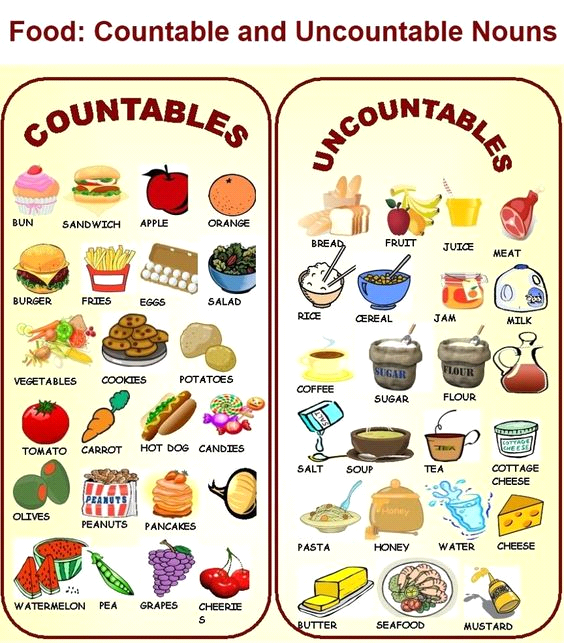 Food: Countable and Uncountable Nouns
COUNTABLES
BUN SANDWICH APPLE ORANGE
BURGER FRIES EGGS SALAD
VEGETABLES COOKIES POTATOES
TOMATO CARROT HOT DOG CANDIES
OLIVES PEANUTS PANCAKES
PEANUTS
WATERMELON PEA GRAPES CHEERIE
S
UNCOUNTABLES
BREAD FRUIT JUICE MEAT
RICE CEREAL JAM MILK
SUGAR FLOUR
COFFEE SUGAR FLOUR
SALT
TEA
COTTAGE
CHEESE
SALT SOUP TEA COTTAGE
CHEESE
Honey
PASTA HONEY WATER CHEESE
BUTTER SEAFOOD MUSTARD